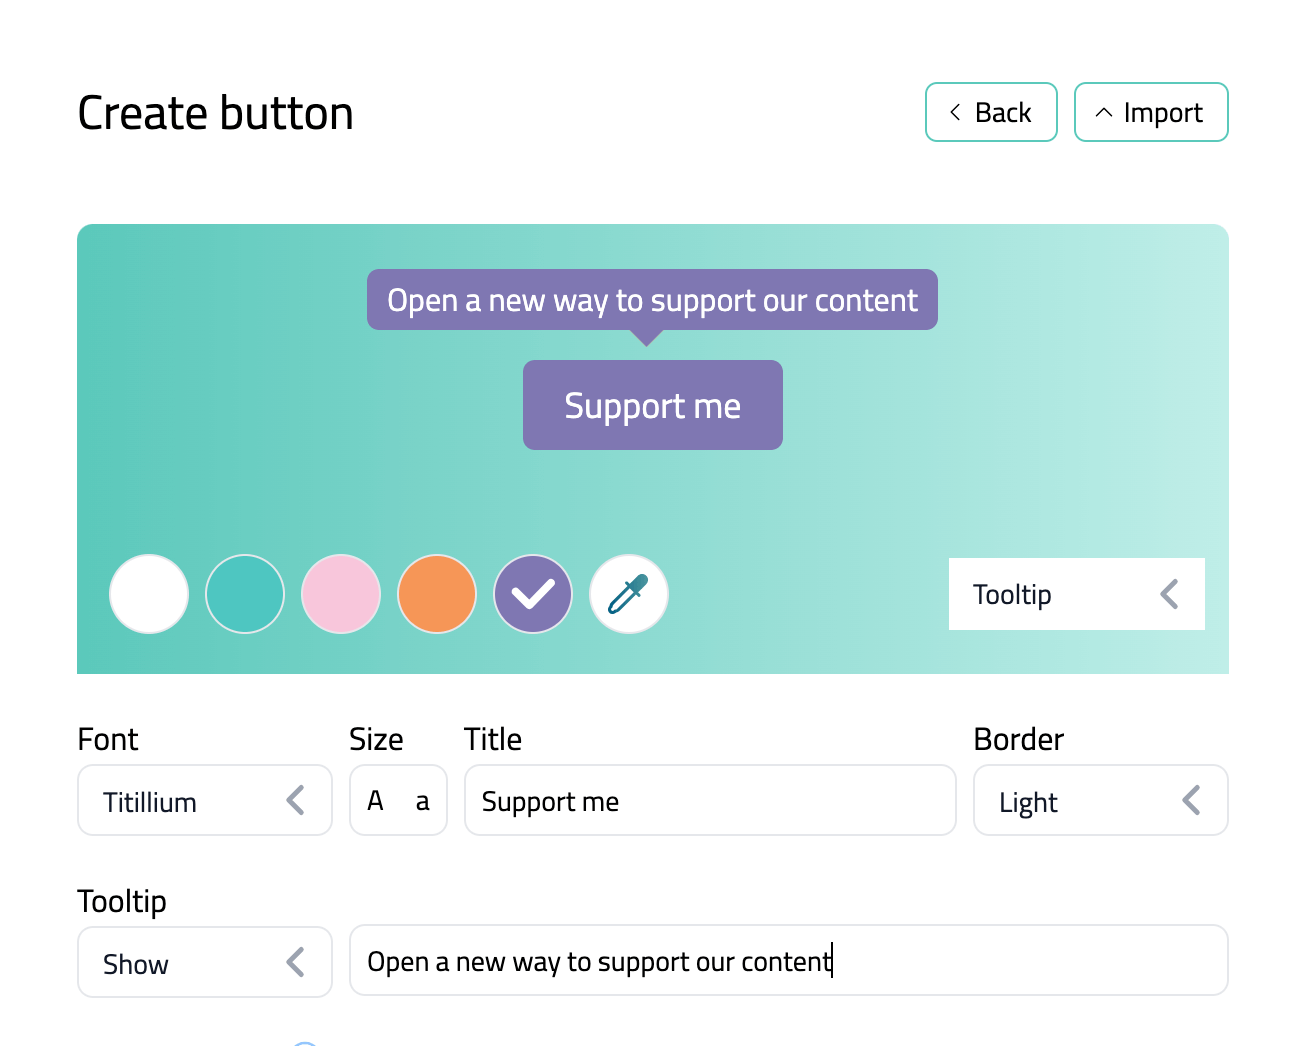 Create button
Back
Import
Open a new way to support our content
Support me
Tooltip
Font
Size
Title
Border
Titillium
A a
Support me
Light
Tooltip
Show
Open a new way to support our content